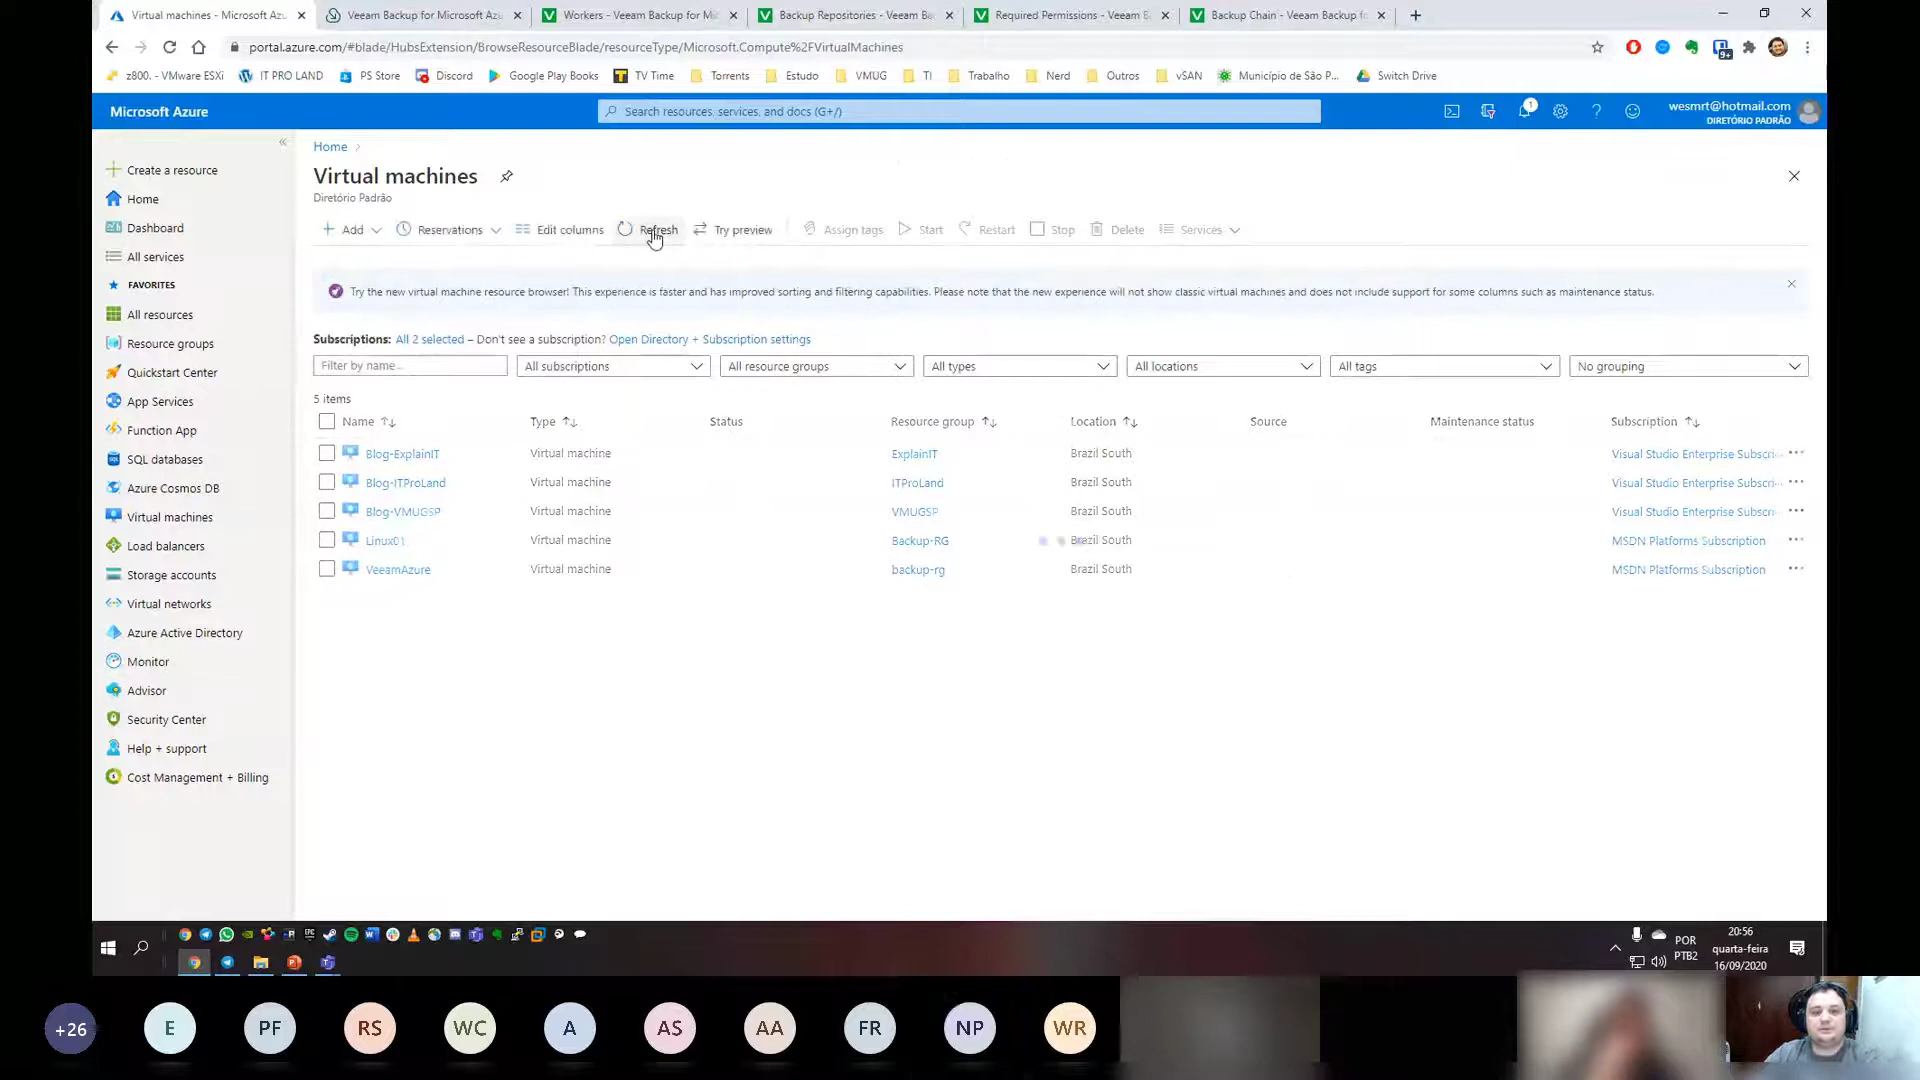 Virtual machines - Microsoft Azu
Veeam Backup for Microsoft Azu
Workers - Veeam Backup for Mi
Backup Repositories - Veeam Ba
Required Permissions - Veeam B
Backup Chain - Veeam Backup fo
portal.azure.com/#blade/HubsExtension/BrowseResourceBlade/resourceType/Microsoft.Compute%2FVirtualMachines
9+
z800. - VMware ESXi
IT PRO LAND
PS Store
Discord
Google Play Books
TV Time
Torrents
Estudo
VMUG
TI
Trabalho
Nerd
Outros
vSAN
Município de São P...
Switch Drive
Microsoft Azure
Search resources, services, and docs (G+/)
1
wesmrt@hotmail.com
DIRETÓRIO PADRÃO
Create a resource
Home
Dashboard
All services
FAVORITES
All resources
Resource groups
Quickstart Center
App Services
Function App
SQL databases
Azure Cosmos DB
Virtual machines
Load balancers
Storage accounts
Virtual networks
Azure Active Directory
Monitor
Advisor
Security Center
Help + support
Cost Management + Billing
Home >
Virtual machines
Diretório Padrão
Add Reservations Edit columns Refresh Try preview Assign tags Start Restart Stop Delete Services
Try the new virtual machine resource browser! This experience is faster and has improved sorting and filtering capabilities. Please note that the new experience will not show classic virtual machines and does not include support for some columns such as maintenance status.
Subscriptions: All 2 selected – Don't see a subscription? Open Directory + Subscription settings
Filter by name... All subscriptions All resource groups All types All locations All tags No grouping
5 items
Name Type Status Resource group Location Source Maintenance status Subscription
Blog-ExplainIT Virtual machine ExplainIT Brazil South Visual Studio Enterprise Subscri ···
Blog-ITProLand Virtual machine ITProLand Brazil South Visual Studio Enterprise Subscri ···
Blog-VMUGSP Virtual machine VMUGSP Brazil South Visual Studio Enterprise Subscri ···
Linux01 Virtual machine Backup-RG Brazil South MSDN Platforms Subscription ···
VeeamAzure Virtual machine backup-rg Brazil South MSDN Platforms Subscription ···
POR
PTB2
20:56
quarta-feira
16/09/2020
+26 E PF RS WC A AS AA FR NP WR